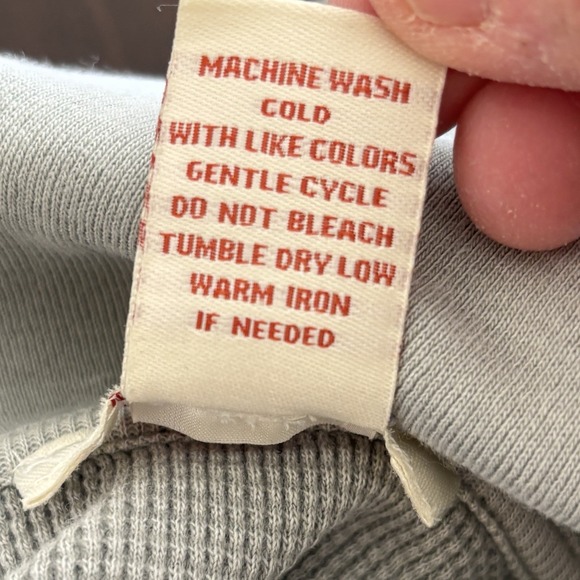 MACHINE WASH
COLD
WITH LIKE COLORS
GENTLE CYCLE
DO NOT BLEACH
TUMBLE DRY LOW
WARM IRON
IF NEEDED